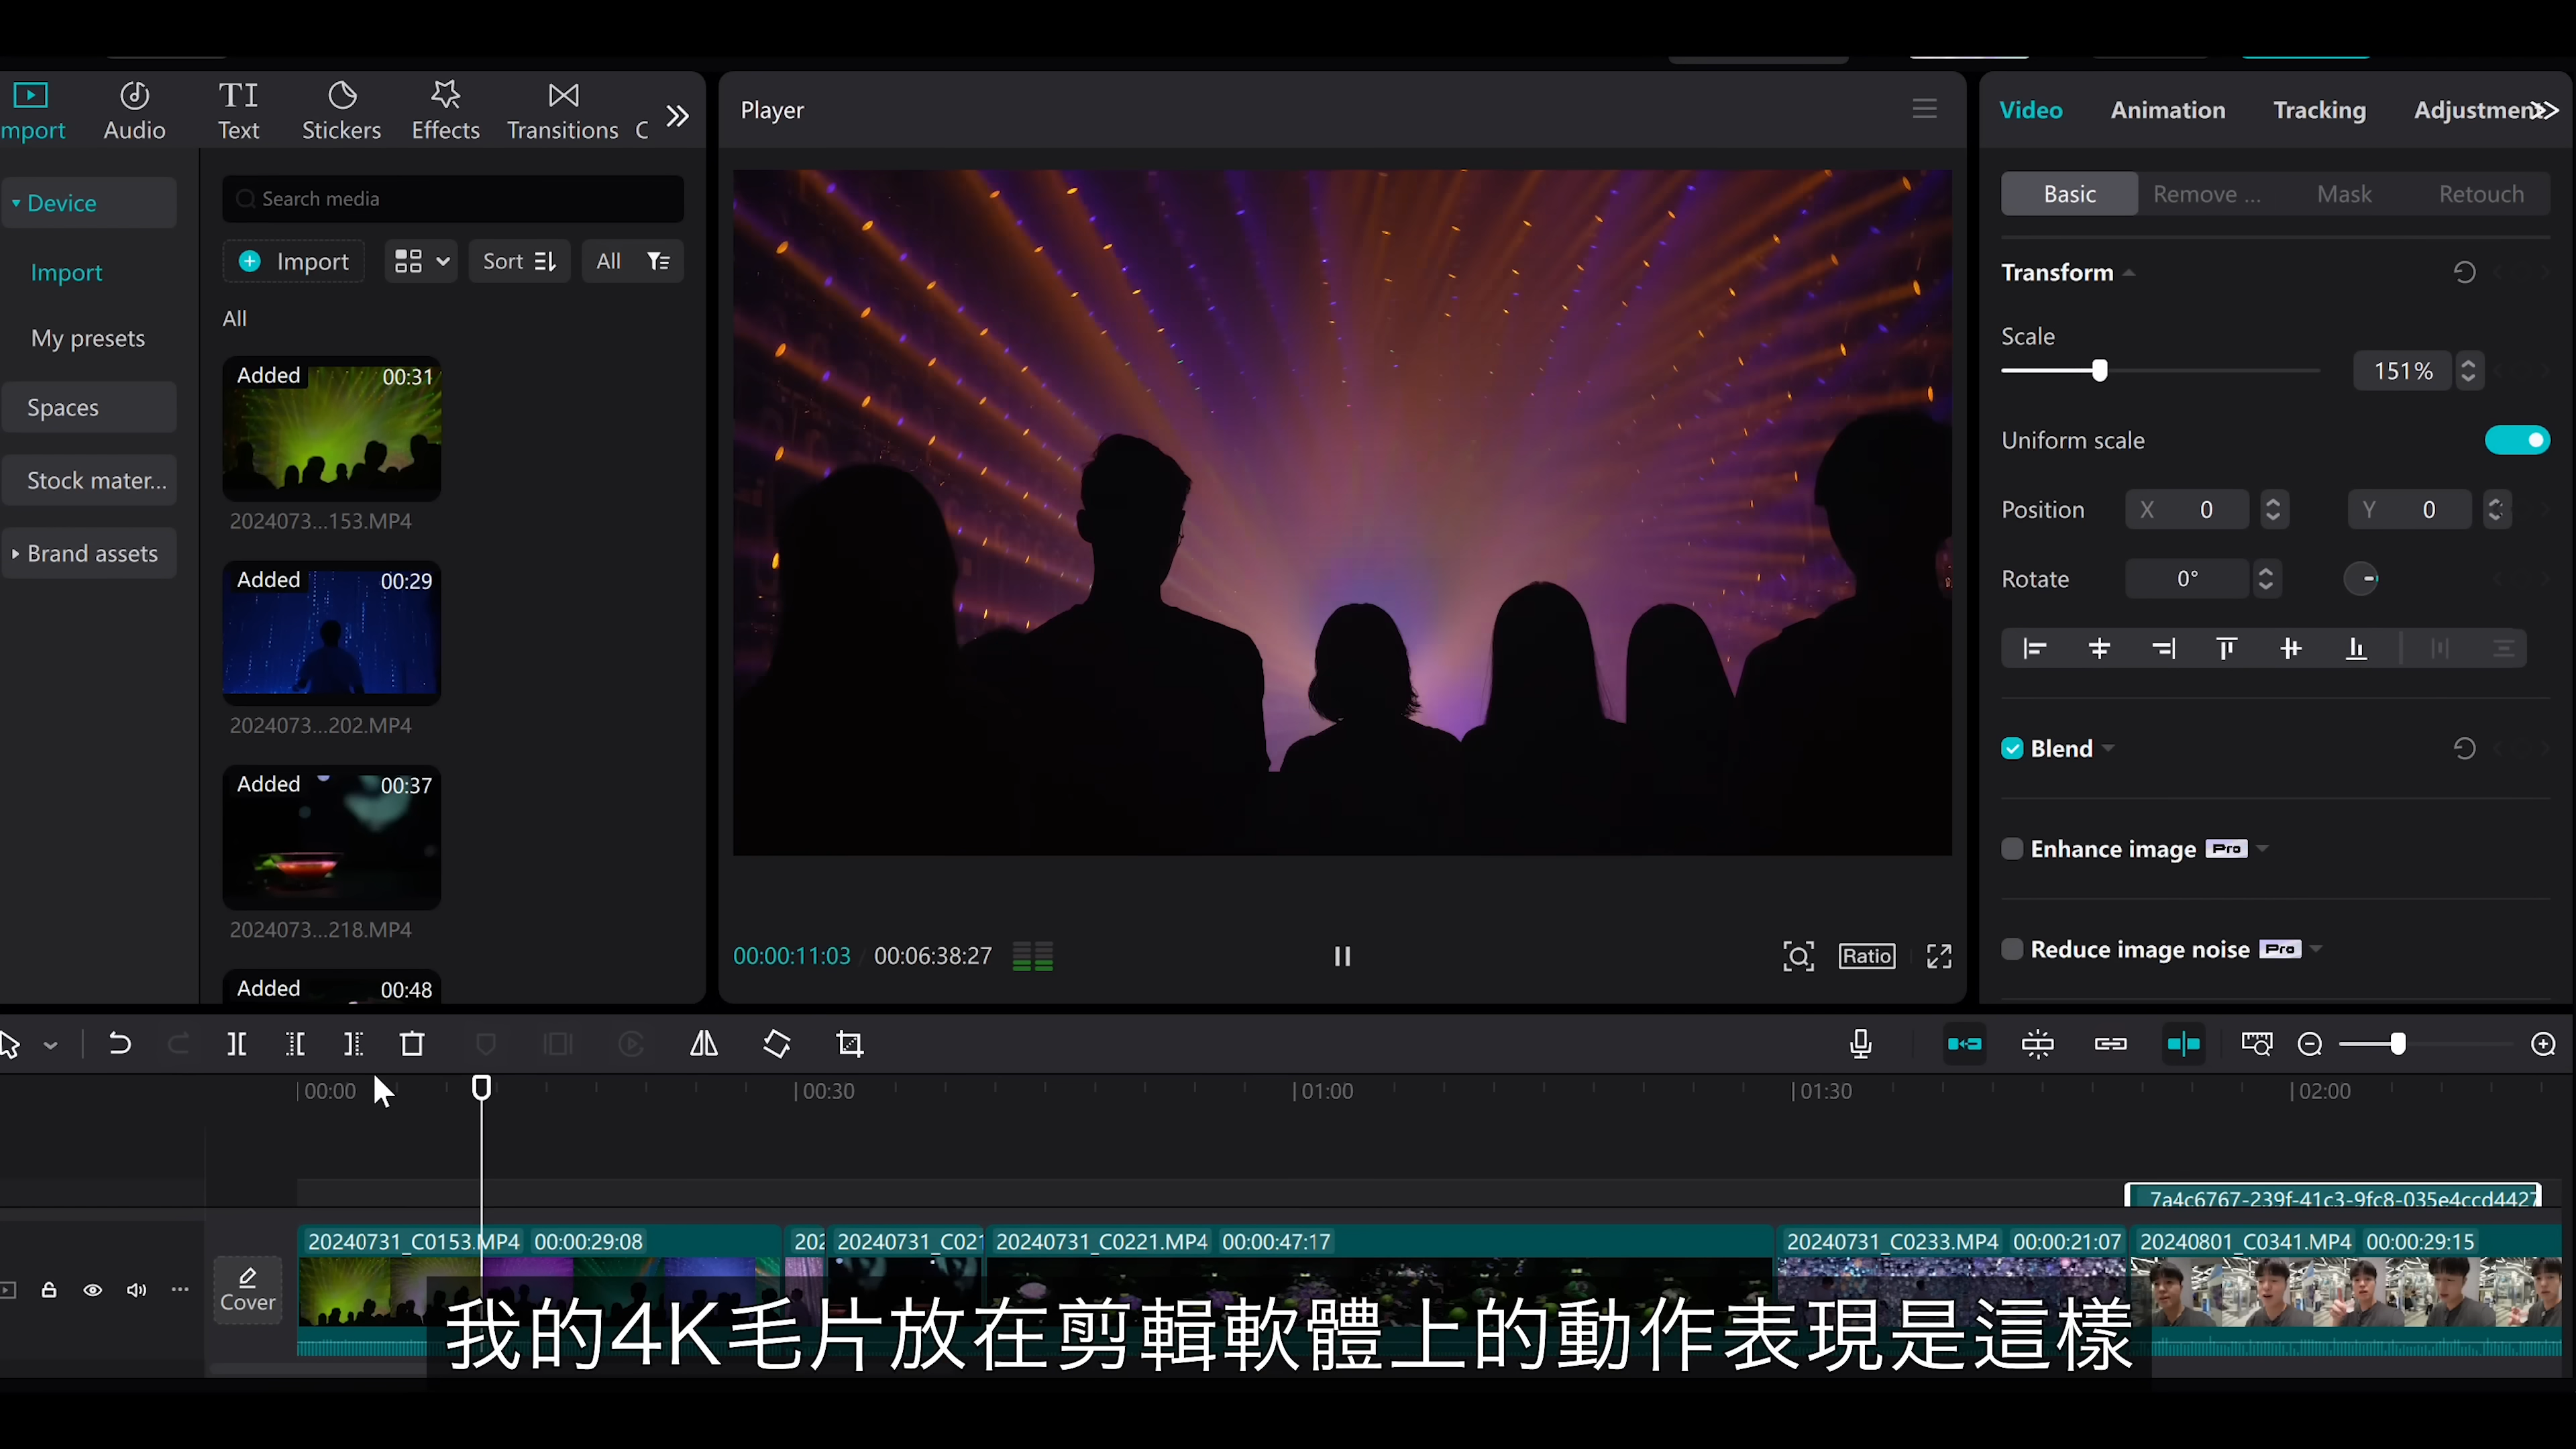 mport
Audio
TI
Text
Stickers
Effects
Transitions
C
Device
Import
My presets
Spaces
Stock mater...
Brand assets
Search media
Import
Sort
All
All
Added 00:31
2024073...153.MP4
Added 00:29
2024073...202.MP4
Added 00:37
2024073...218.MP4
Added 00:48
Player
00:00:11:03 / 00:06:38:27
Ratio
Video Animation Tracking Adjustment
Basic Remove ... Mask Retouch
Transform
Scale
151%
Uniform scale
Position X 0 Y 0
Rotate 0°
Blend
Enhance image Pro
Reduce image noise Pro
00:00 00:30 01:00 01:30 02:00
7a4c6767-239f-41c3-9fc8-035e4ccd4427
20240731_C0153.MP4 00:00:29:08 202 20240731_C021 20240731_C0221.MP4 00:00:47:17 20240731_C0233.MP4 00:00:21:07 20240801_C0341.MP4 00:00:29:15
Cover
我的4K毛片放在剪輯軟體上的動作表現是這樣